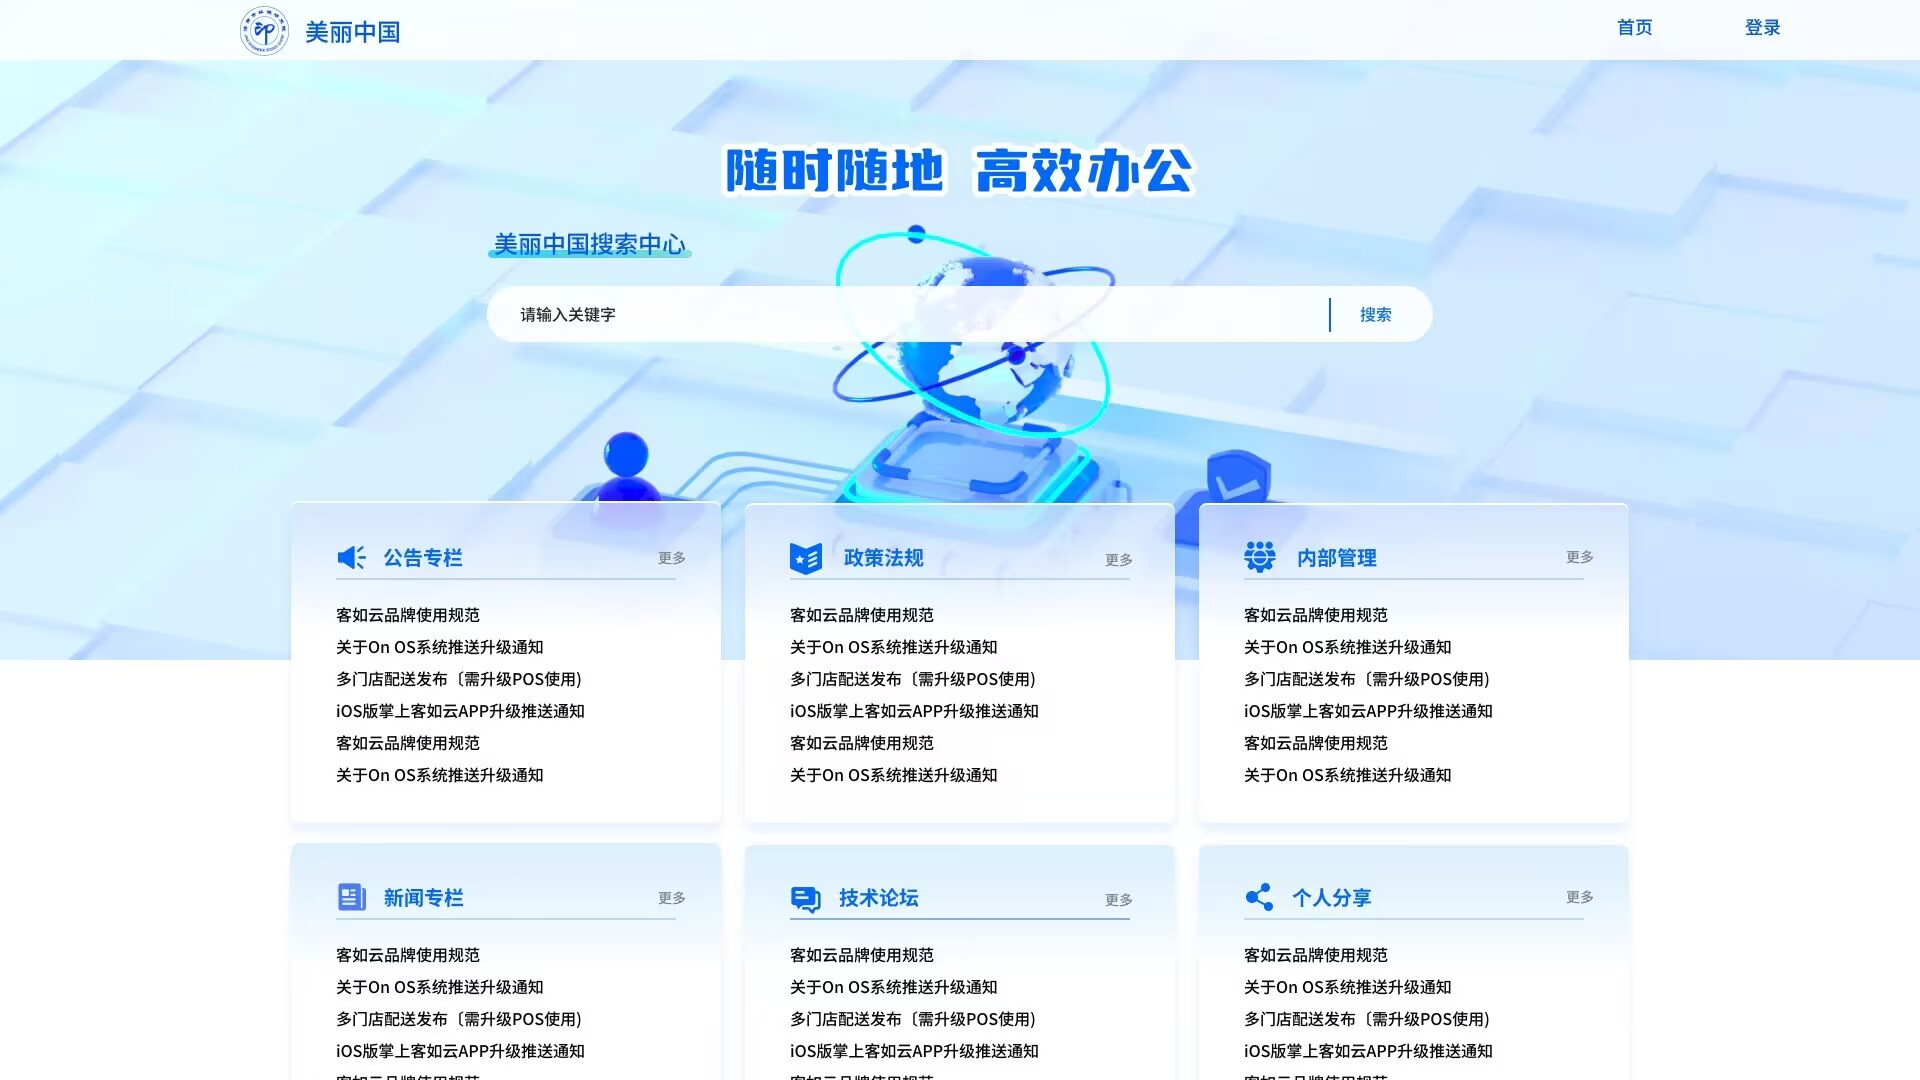 美丽中国
首页
登录
随时随地 高效办公
美丽中国搜索中心
请输入关键字
搜索
公告专栏
更多
客如云品牌使用规范
关于On OS系统推送升级通知
多门店配送发布〔需升级POS使用)
iOS版掌上客如云APP升级推送通知
客如云品牌使用规范
关于On OS系统推送升级通知
政策法规
更多
客如云品牌使用规范
关于On OS系统推送升级通知
多门店配送发布〔需升级POS使用)
iOS版掌上客如云APP升级推送通知
客如云品牌使用规范
关于On OS系统推送升级通知
内部管理
更多
客如云品牌使用规范
关于On OS系统推送升级通知
多门店配送发布〔需升级POS使用)
iOS版掌上客如云APP升级推送通知
客如云品牌使用规范
关于On OS系统推送升级通知
新闻专栏
更多
客如云品牌使用规范
关于On OS系统推送升级通知
多门店配送发布〔需升级POS使用)
iOS版掌上客如云APP升级推送通知
技术论坛
更多
客如云品牌使用规范
关于On OS系统推送升级通知
多门店配送发布〔需升级POS使用)
iOS版掌上客如云APP升级推送通知
个人分享
更多
客如云品牌使用规范
关于On OS系统推送升级通知
多门店配送发布〔需升级POS使用)
iOS版掌上客如云APP升级推送通知